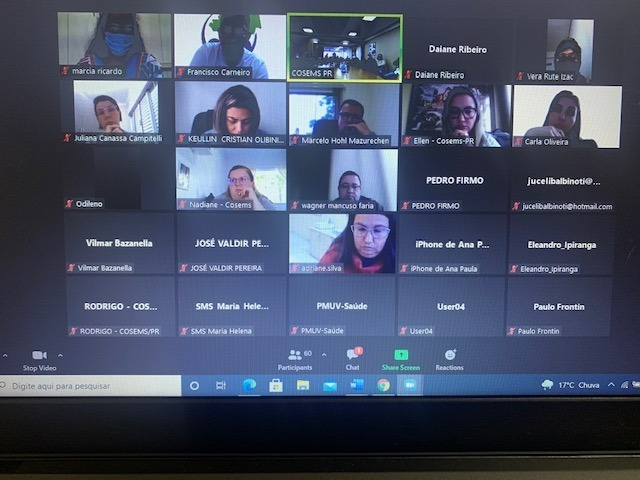 marcia ricardo
Francisco Carneiro
COSEMS PR
Daiane Ribeiro
Daiane Ribeiro
Vera Rute Izac
Juliana Canassa Campitelli
KEULLIN CRISTIAN OLIBINI...
Marcelo Hohl Mazurechen
Ellen - Cosems-PR
Carla Oliveira
Odileno
Nadiane - Cosems
wagner mancuso faria
PEDRO FIRMO
PEDRO FIRMO
jucelibalbinoti@...
jucelibalbinoti@hotmail.com
Vilmar Bazanella
Vilmar Bazanella
JOSÉ VALDIR PE...
JOSÉ VALDIR PEREIRA
adriane.silva
iPhone de Ana P...
iPhone de Ana Paula
Eleandro_Ipiranga
Eleandro_Ipiranga
RODRIGO - COS...
RODRIGO - COSEMS/PR
SMS Maria Hele...
SMS Maria Helena
PMUV-Saúde
PMUV-Saúde
User04
User04
Paulo Frontin
Paulo Frontin
Stop Video
60
Participants
1
Chat
Share Screen
Reactions
Digite aqui para pesquisar
17°C Chuva